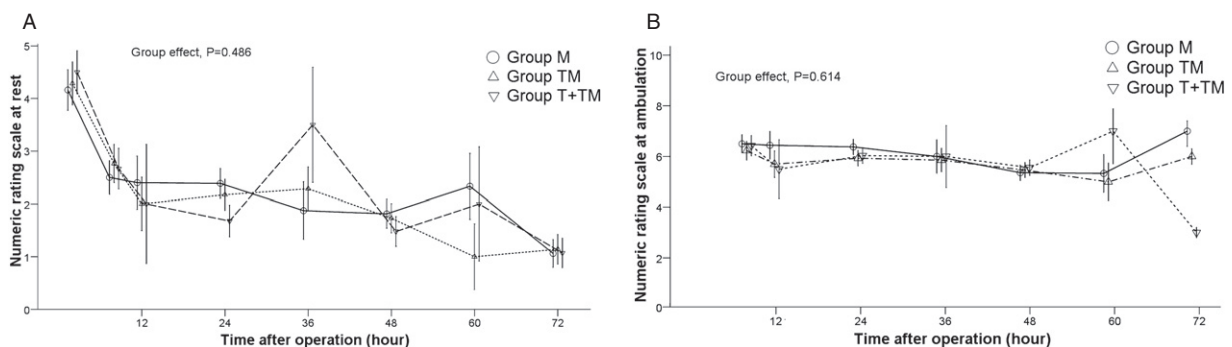 A
Group effect, P=0.486
Group M
Group TM
Group T+TM
Numeric rating scale at rest
5
4
3
2
1
0
12
24
36
48
60
72
Time after operation (hour)
B
Group effect, P=0.614
Group M
Group TM
Group T+TM
Numeric rating scale at ambulation
10
8
6
4
2
0
12
24
36
48
60
72
Time after operation (hour)